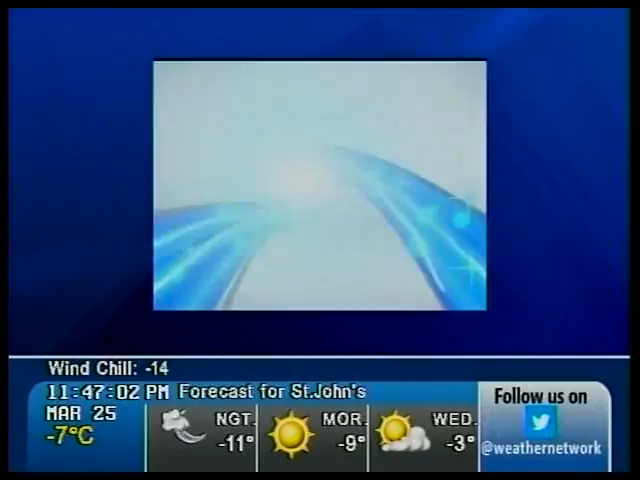 Wind Chill: -14
11:47:02 PM Forecast for St.John's
MAR 25
-7°C
NGT.
-11°
MOR.
-9°
WED.
-3°
Follow us on
@weathernetwork